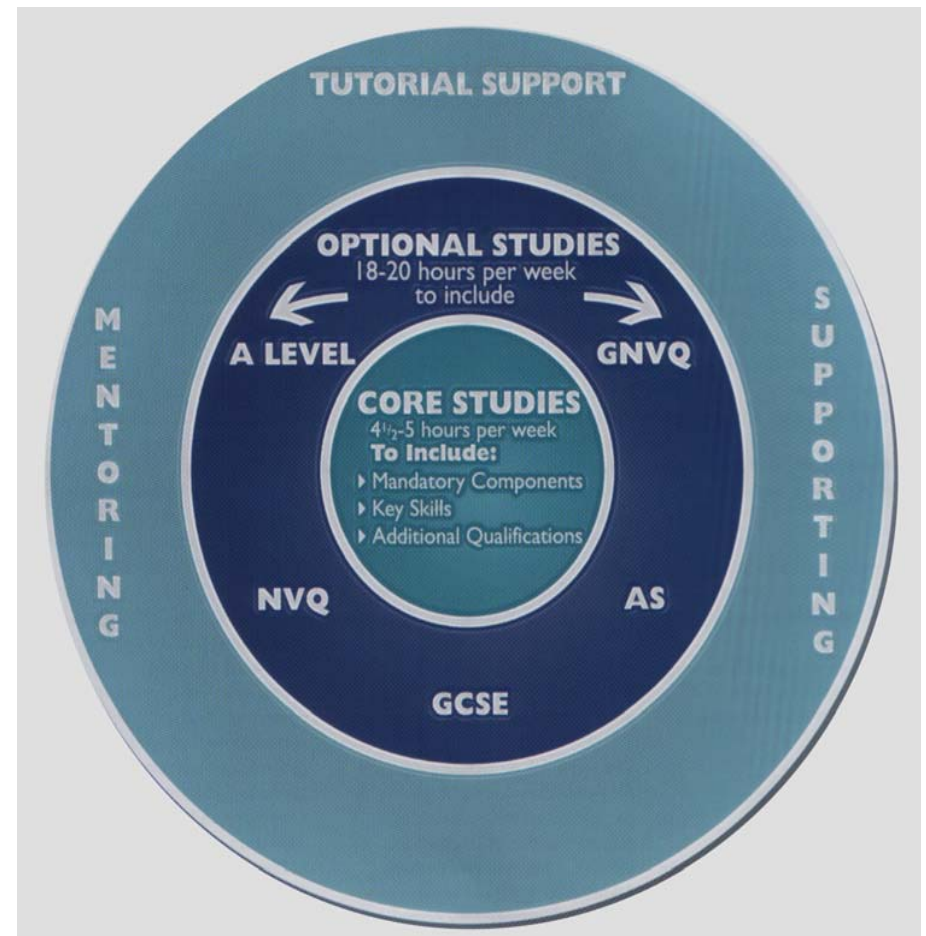 TUTORIAL SUPPORT
OPTIONAL STUDIES
18-20 hours per week
to include
A LEVEL
GNVQ
CORE STUDIES
4½-5 hours per week
To Include:
Mandatory Components
Key Skills
Additional Qualifications
NVQ
AS
GCSE
MENTORING
SUPPORTING